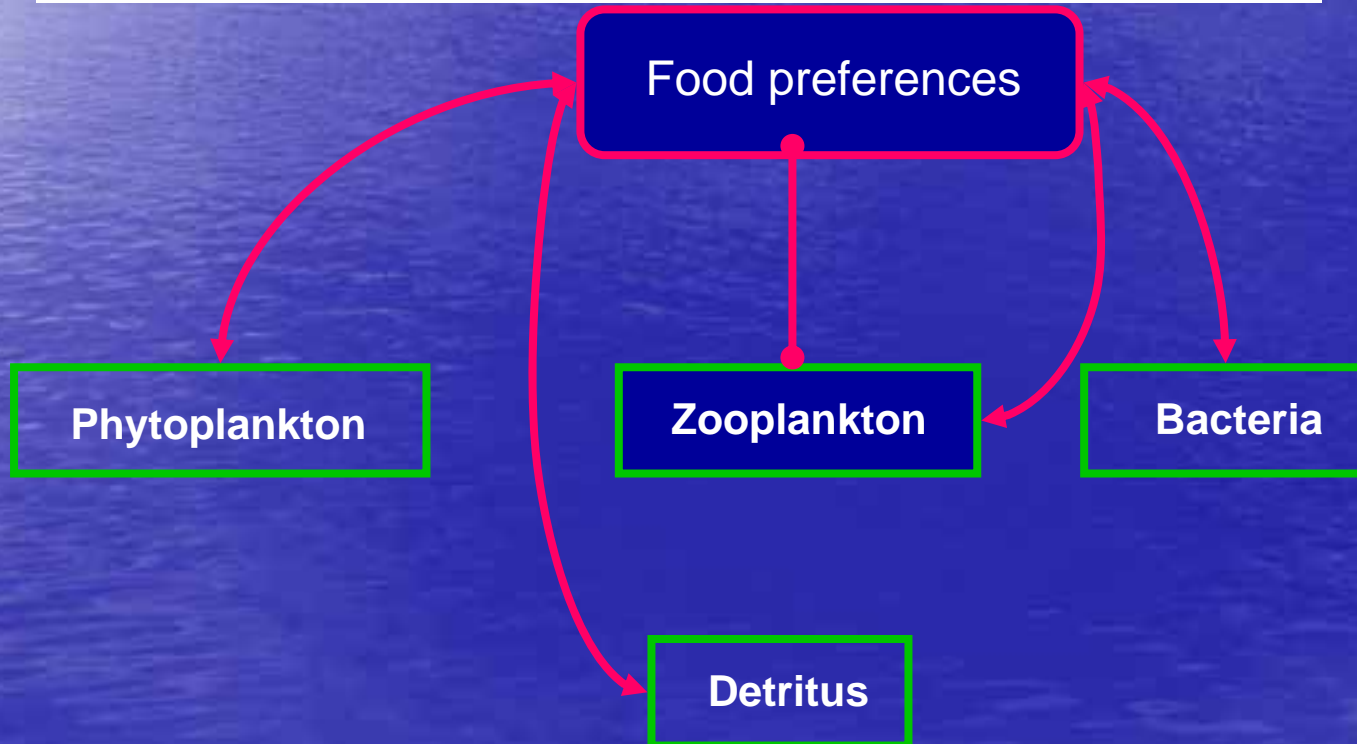 Food preferences
Phytoplankton
Zooplankton
Bacteria
Detritus